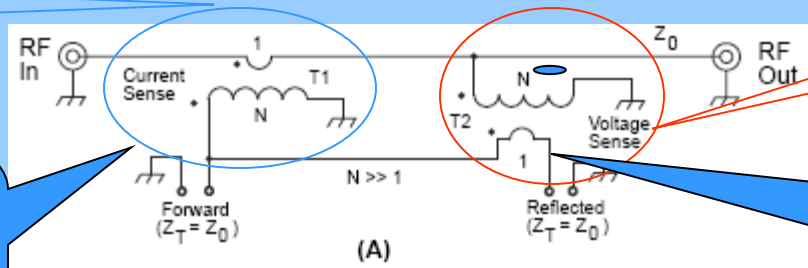 RF
In
1
Z0
RF
Out
Current
Sense
T1
N
N
T2
Voltage
Sense
1
N >> 1
Forward
(ZT = Z0)
Reflected
(ZT = Z0)
(A)